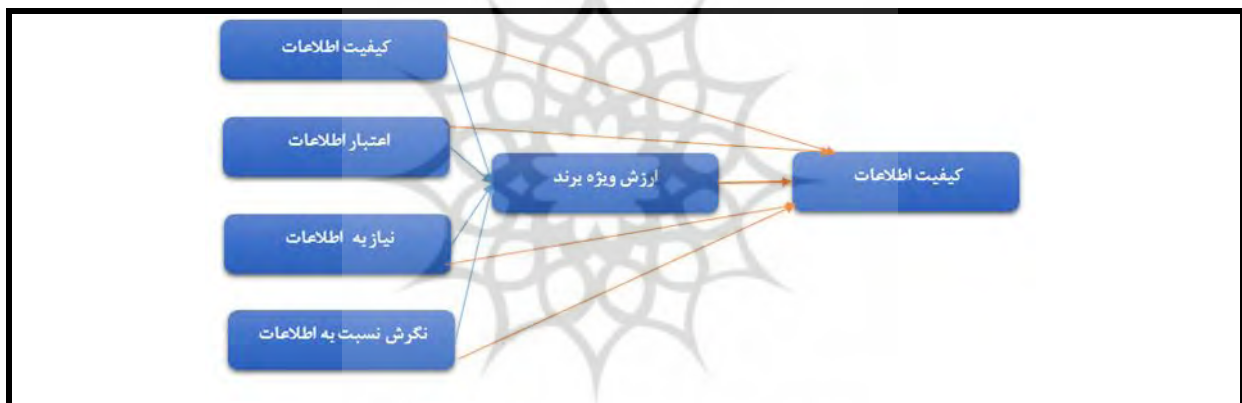 کیفیت اطلاعات
اعتبار اطلاعات
نیاز به اطلاعات
نگرش نسبت به اطلاعات
ارزش ویژه برند
کیفیت اطلاعات